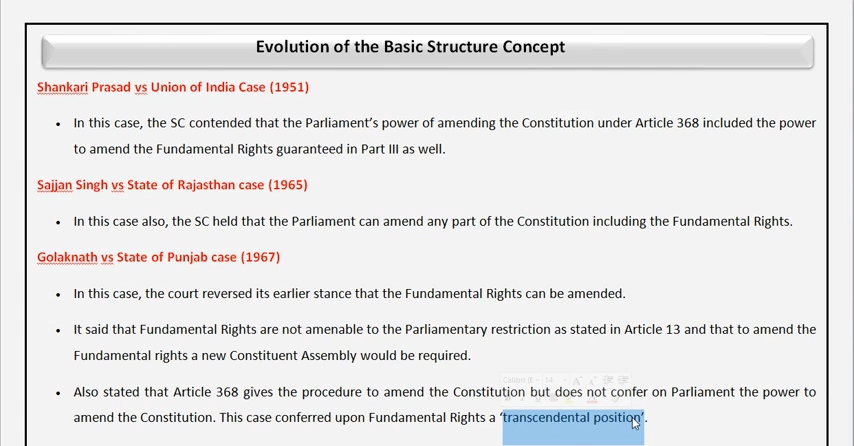 Evolution of the Basic Structure Concept
Shankari Prasad vs Union of India Case (1951)
• In this case, the SC contended that the Parliament's power of amending the Constitution under Article 368 included the power
to amend the Fundamental Rights guaranteed in Part III as well.
Sajjan Singh vs State of Rajasthan case (1965)
• In this case also, the SC held that the Parliament can amend any part of the Constitution including the Fundamental Rights.
Golaknath vs State of Punjab case (1967)
• In this case, the court reversed its earlier stance that the Fundamental Rights can be amended.
• It said that Fundamental Rights are not amenable to the Parliamentary restriction as stated in Article 13 and that to amend the
Fundamental rights a new Constituent Assembly would be required.
• Also stated that Article 368 gives the procedure to amend the Constitution but does not confer on Parliament the power to
amend the Constitution. This case conferred upon Fundamental Rights a 'transcendental position'.